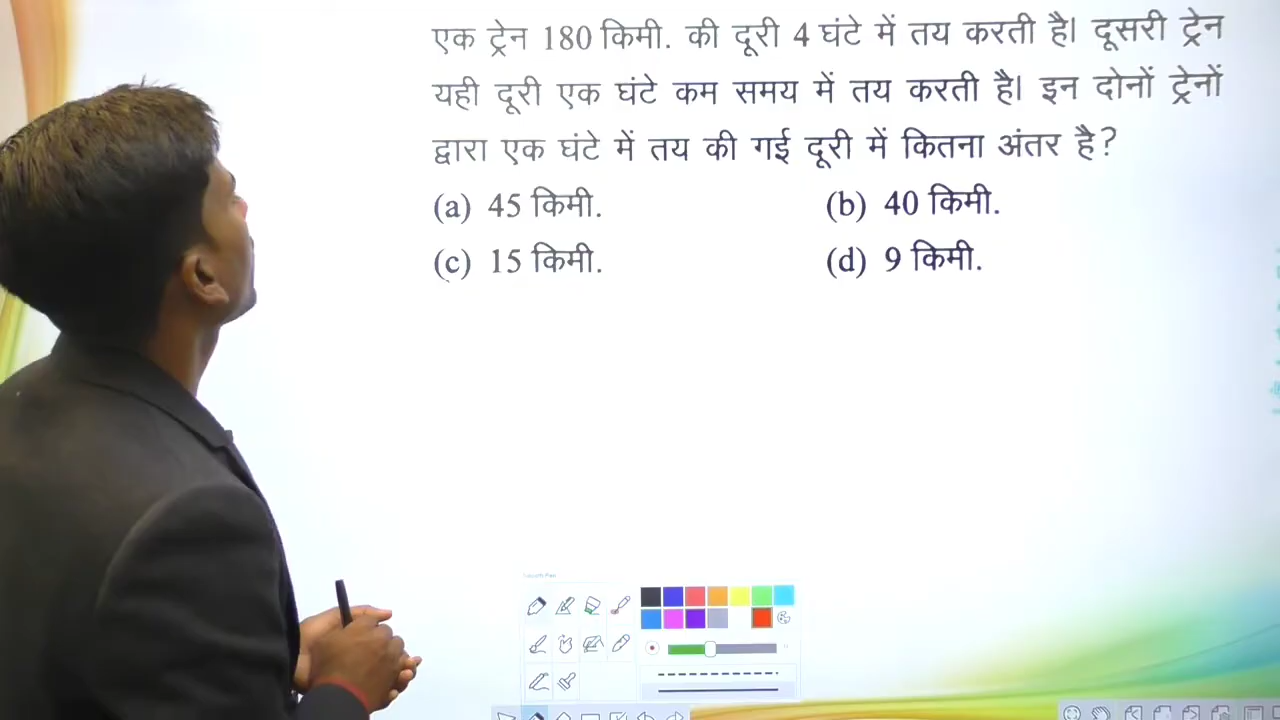 एक ट्रेन 180 किमी. की दूरी 4 घंटे में तय करती है। दूसरी ट्रेन
यही दूरी एक घंटे कम समय में तय करती है। इन दोनों ट्रेनों
द्वारा एक घंटे में तय की गई दूरी में कितना अंतर है?
(a) 45 किमी. (b) 40 किमी.
(c) 15 किमी. (d) 9 किमी.